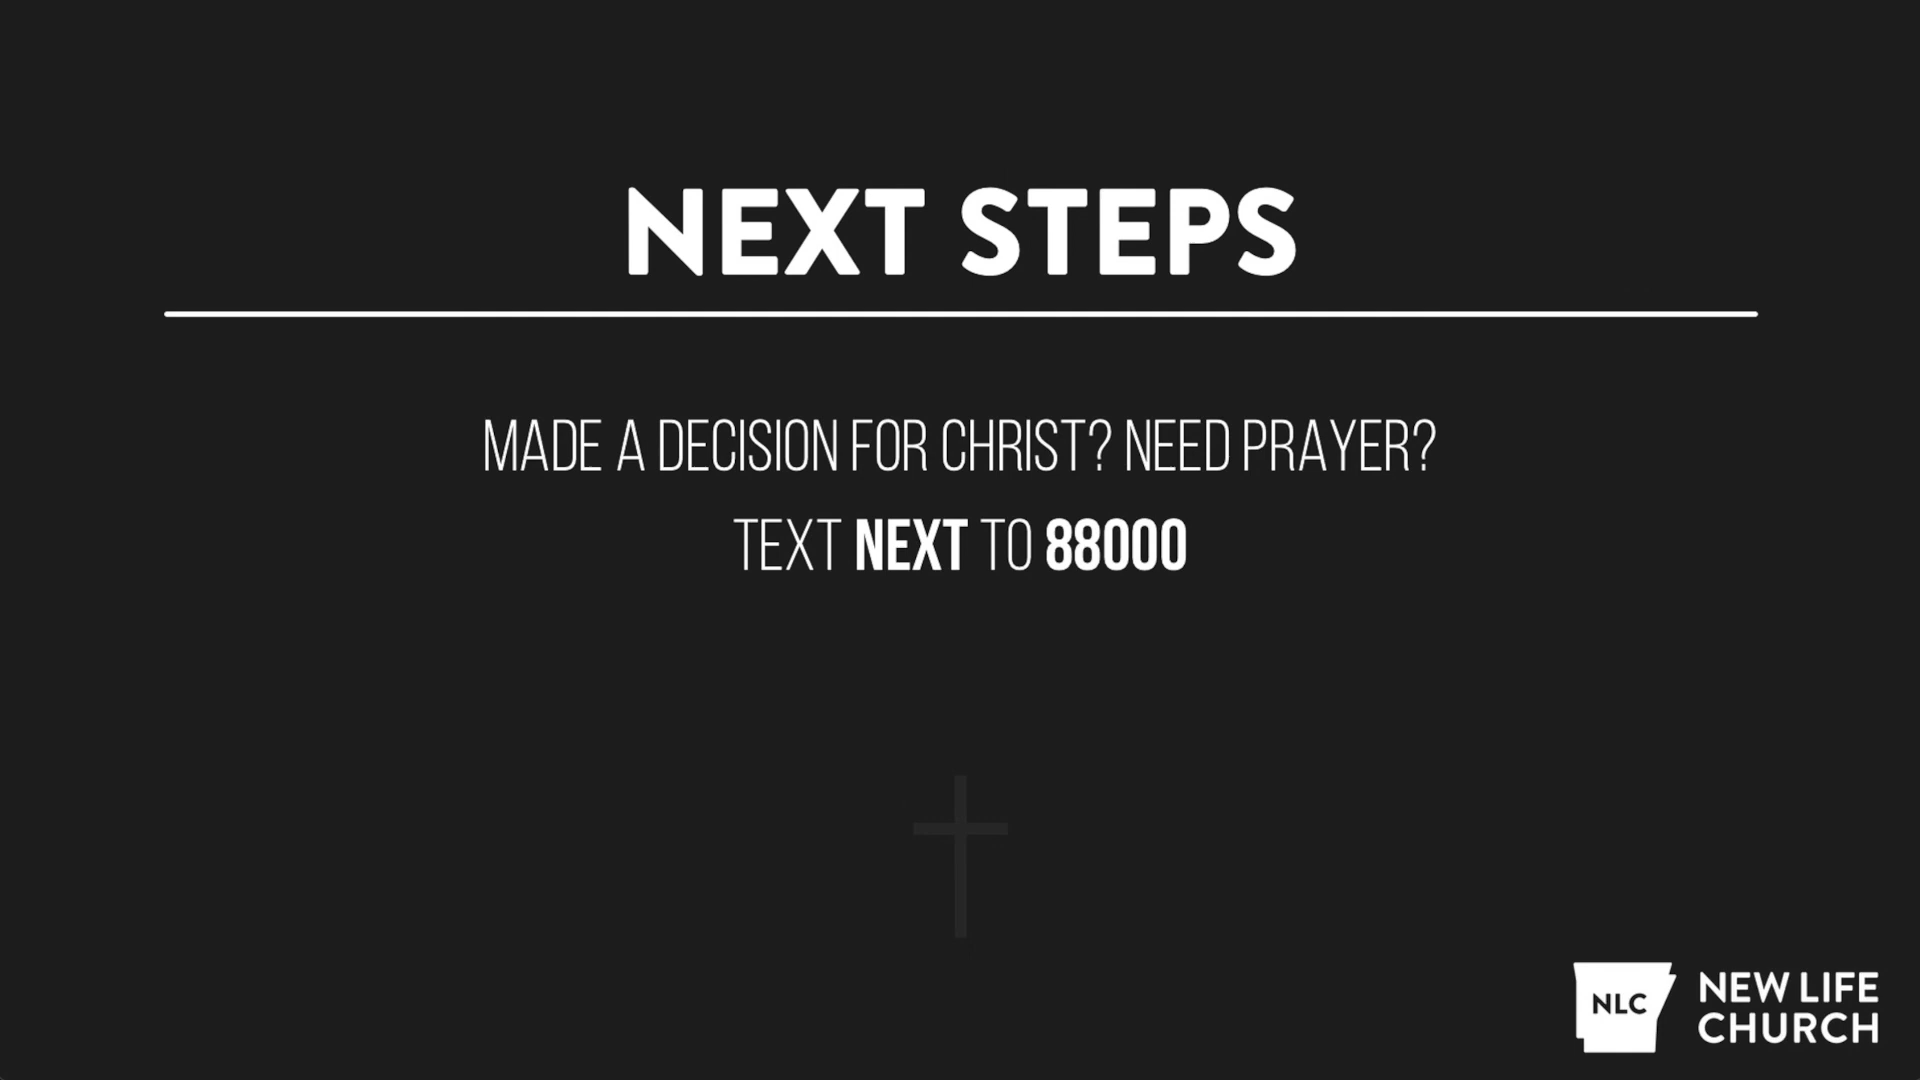 NEXT STEPS
MADE A DECISION FOR CHRIST? NEED PRAYER?
TEXT NEXT TO 88000
NLC
NEW LIFE
CHURCH